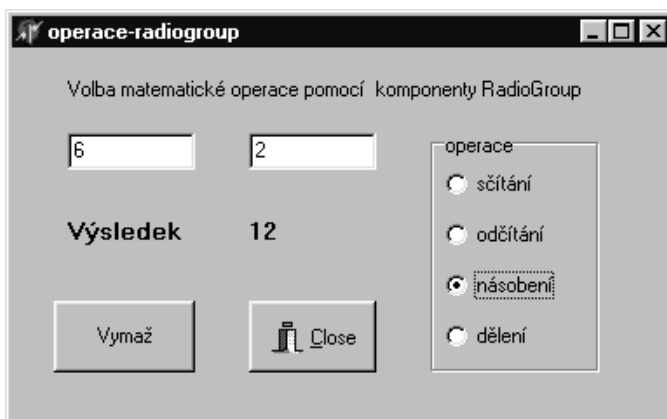 operace-radiogroup
Volba matematické operace pomocí komponenty RadioGroup
6 2
operace
sčítání
Výsledek 12
odčítání
násobení
Vymaž Close
dělení